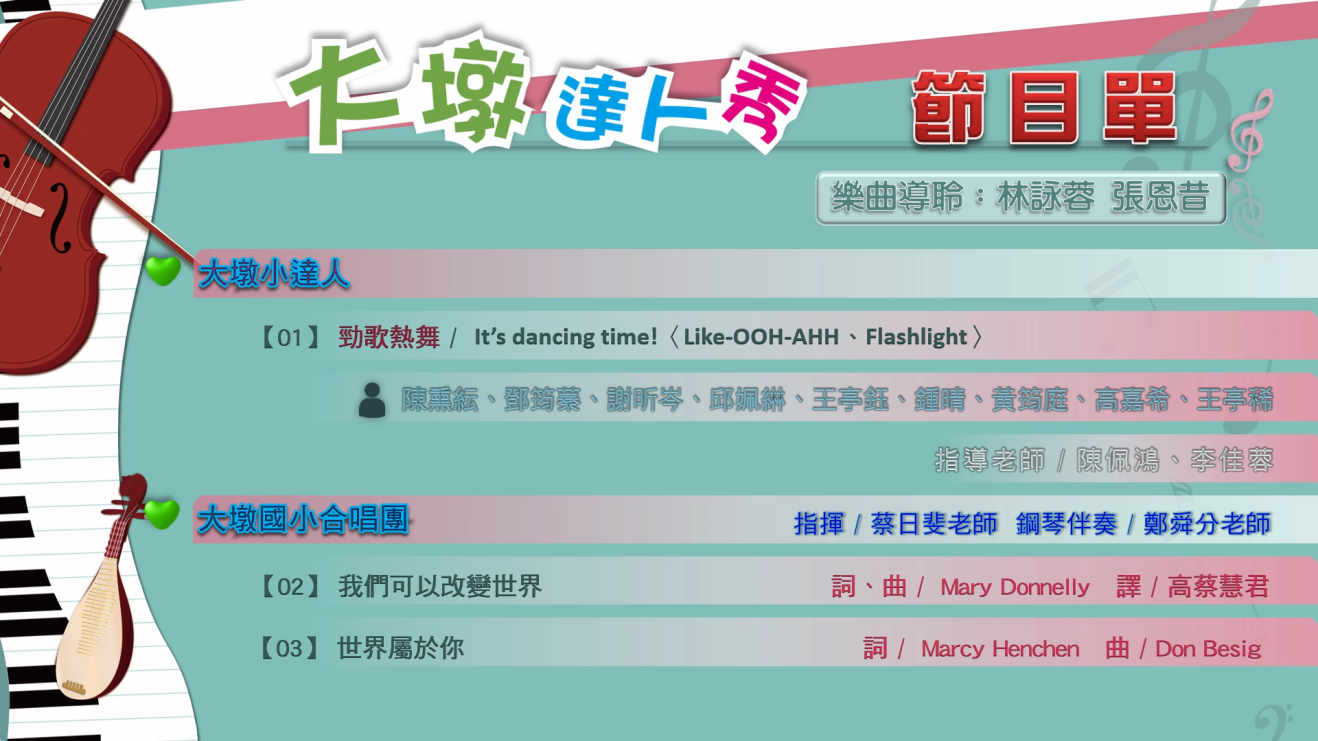 大墩達人秀 節目單
樂曲導聆：林詠蓉 張恩昔
大墩小達人
【01】勁歌熱舞 / It's dancing time!〈Like-OOH-AHH、Flashlight〉
陳熏紜、鄧筠蓁、謝昕岑、邱姵綝、王亭鈺、鍾晴、黃筠庭、高嘉希、王亭稀
指導老師 / 陳佩鴻、李佳蓉
大墩國小合唱團 指揮 / 蔡日斐老師 鋼琴伴奏 / 鄭舜分老師
【02】我們可以改變世界 詞、曲 / Mary Donnelly 譯 / 高蔡慧君
【03】世界屬於你 詞 / Marcy Henchen 曲 / Don Besig